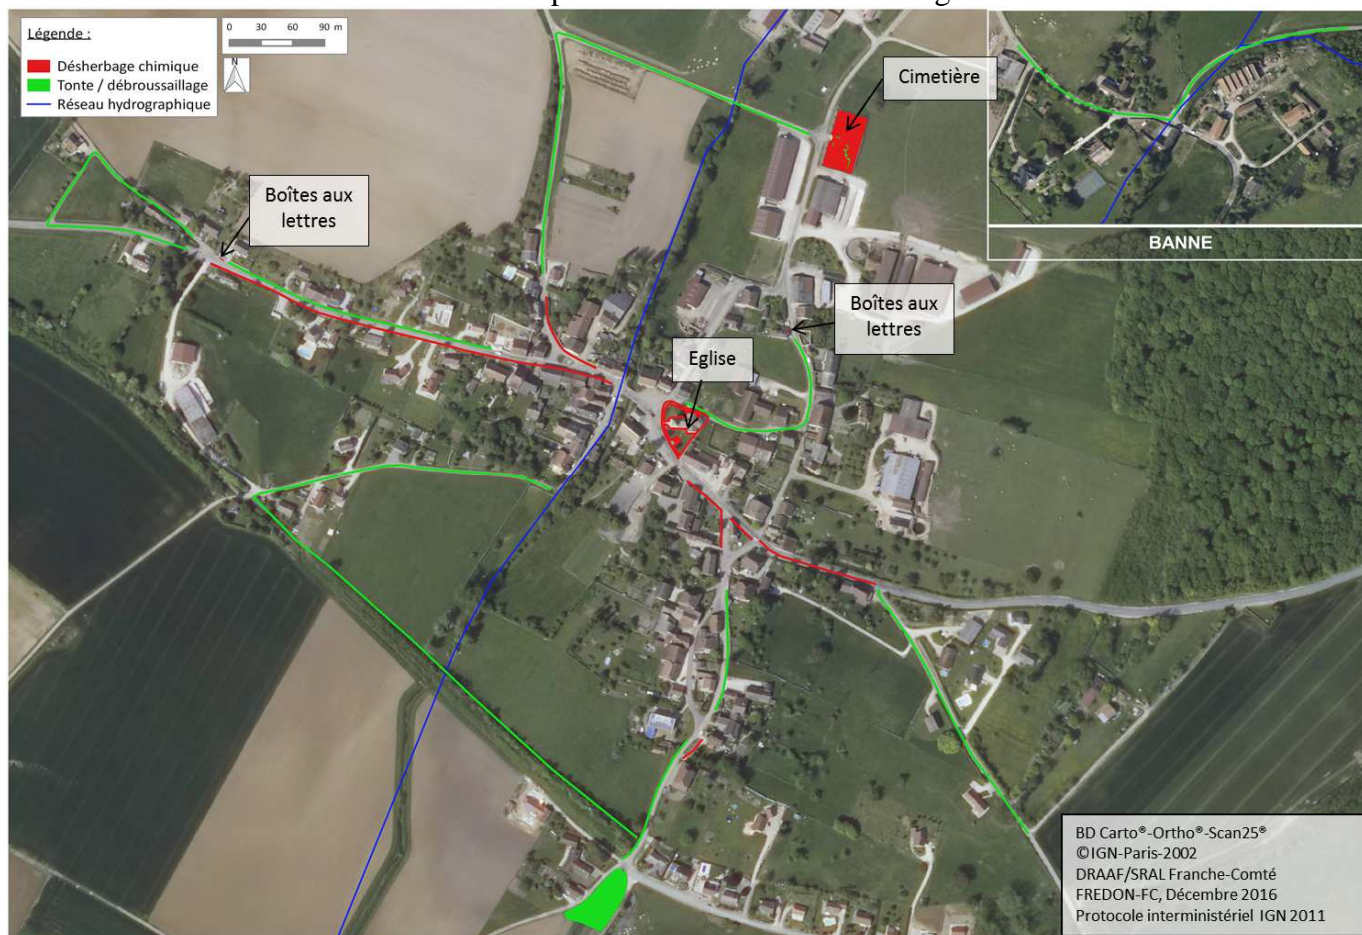 Légende :
0 30 60 90 m
Désherbage chimique
Tonte / débroussaillage
Réseau hydrographique
N
Cimetière
Boîtes aux
lettres
BANNE
Boîtes aux
lettres
Eglise
BD Carto®-Ortho®-Scan25®
©IGN-Paris-2002
DRAAF/SRAL Franche-Comté
FREDON-FC, Décembre 2016
Protocole interministériel IGN 2011